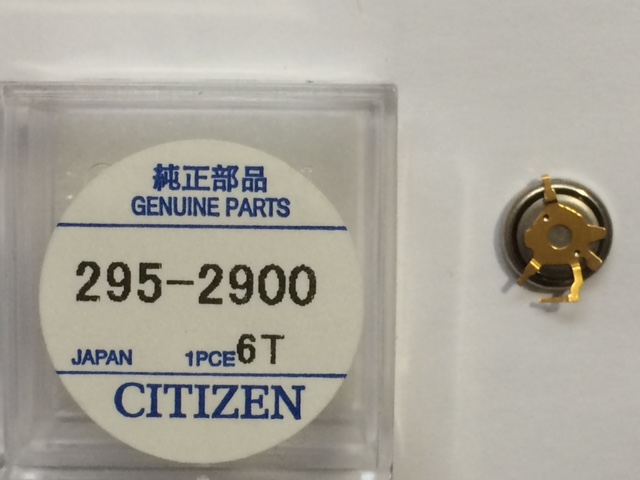 純正部品
GENUINE PARTS
295-2900
JAPAN 1PCE 6T
CITIZEN